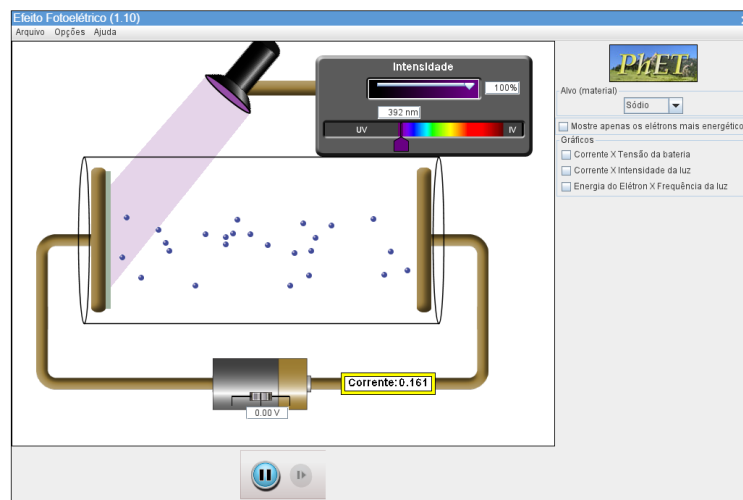 Efeito Fotoelétrico (1.10)
Arquivo Opções Ajuda
Intensidade
100%
392 nm
UV
IV
PhET
Alvo (material)
Sódio
Mostre apenas os elétrons mais energético
Gráficos
Corrente X Tensão da bateria
Corrente X Intensidade da luz
Energia do Elétron X Frequência da luz
Corrente:0.161
0.00 V